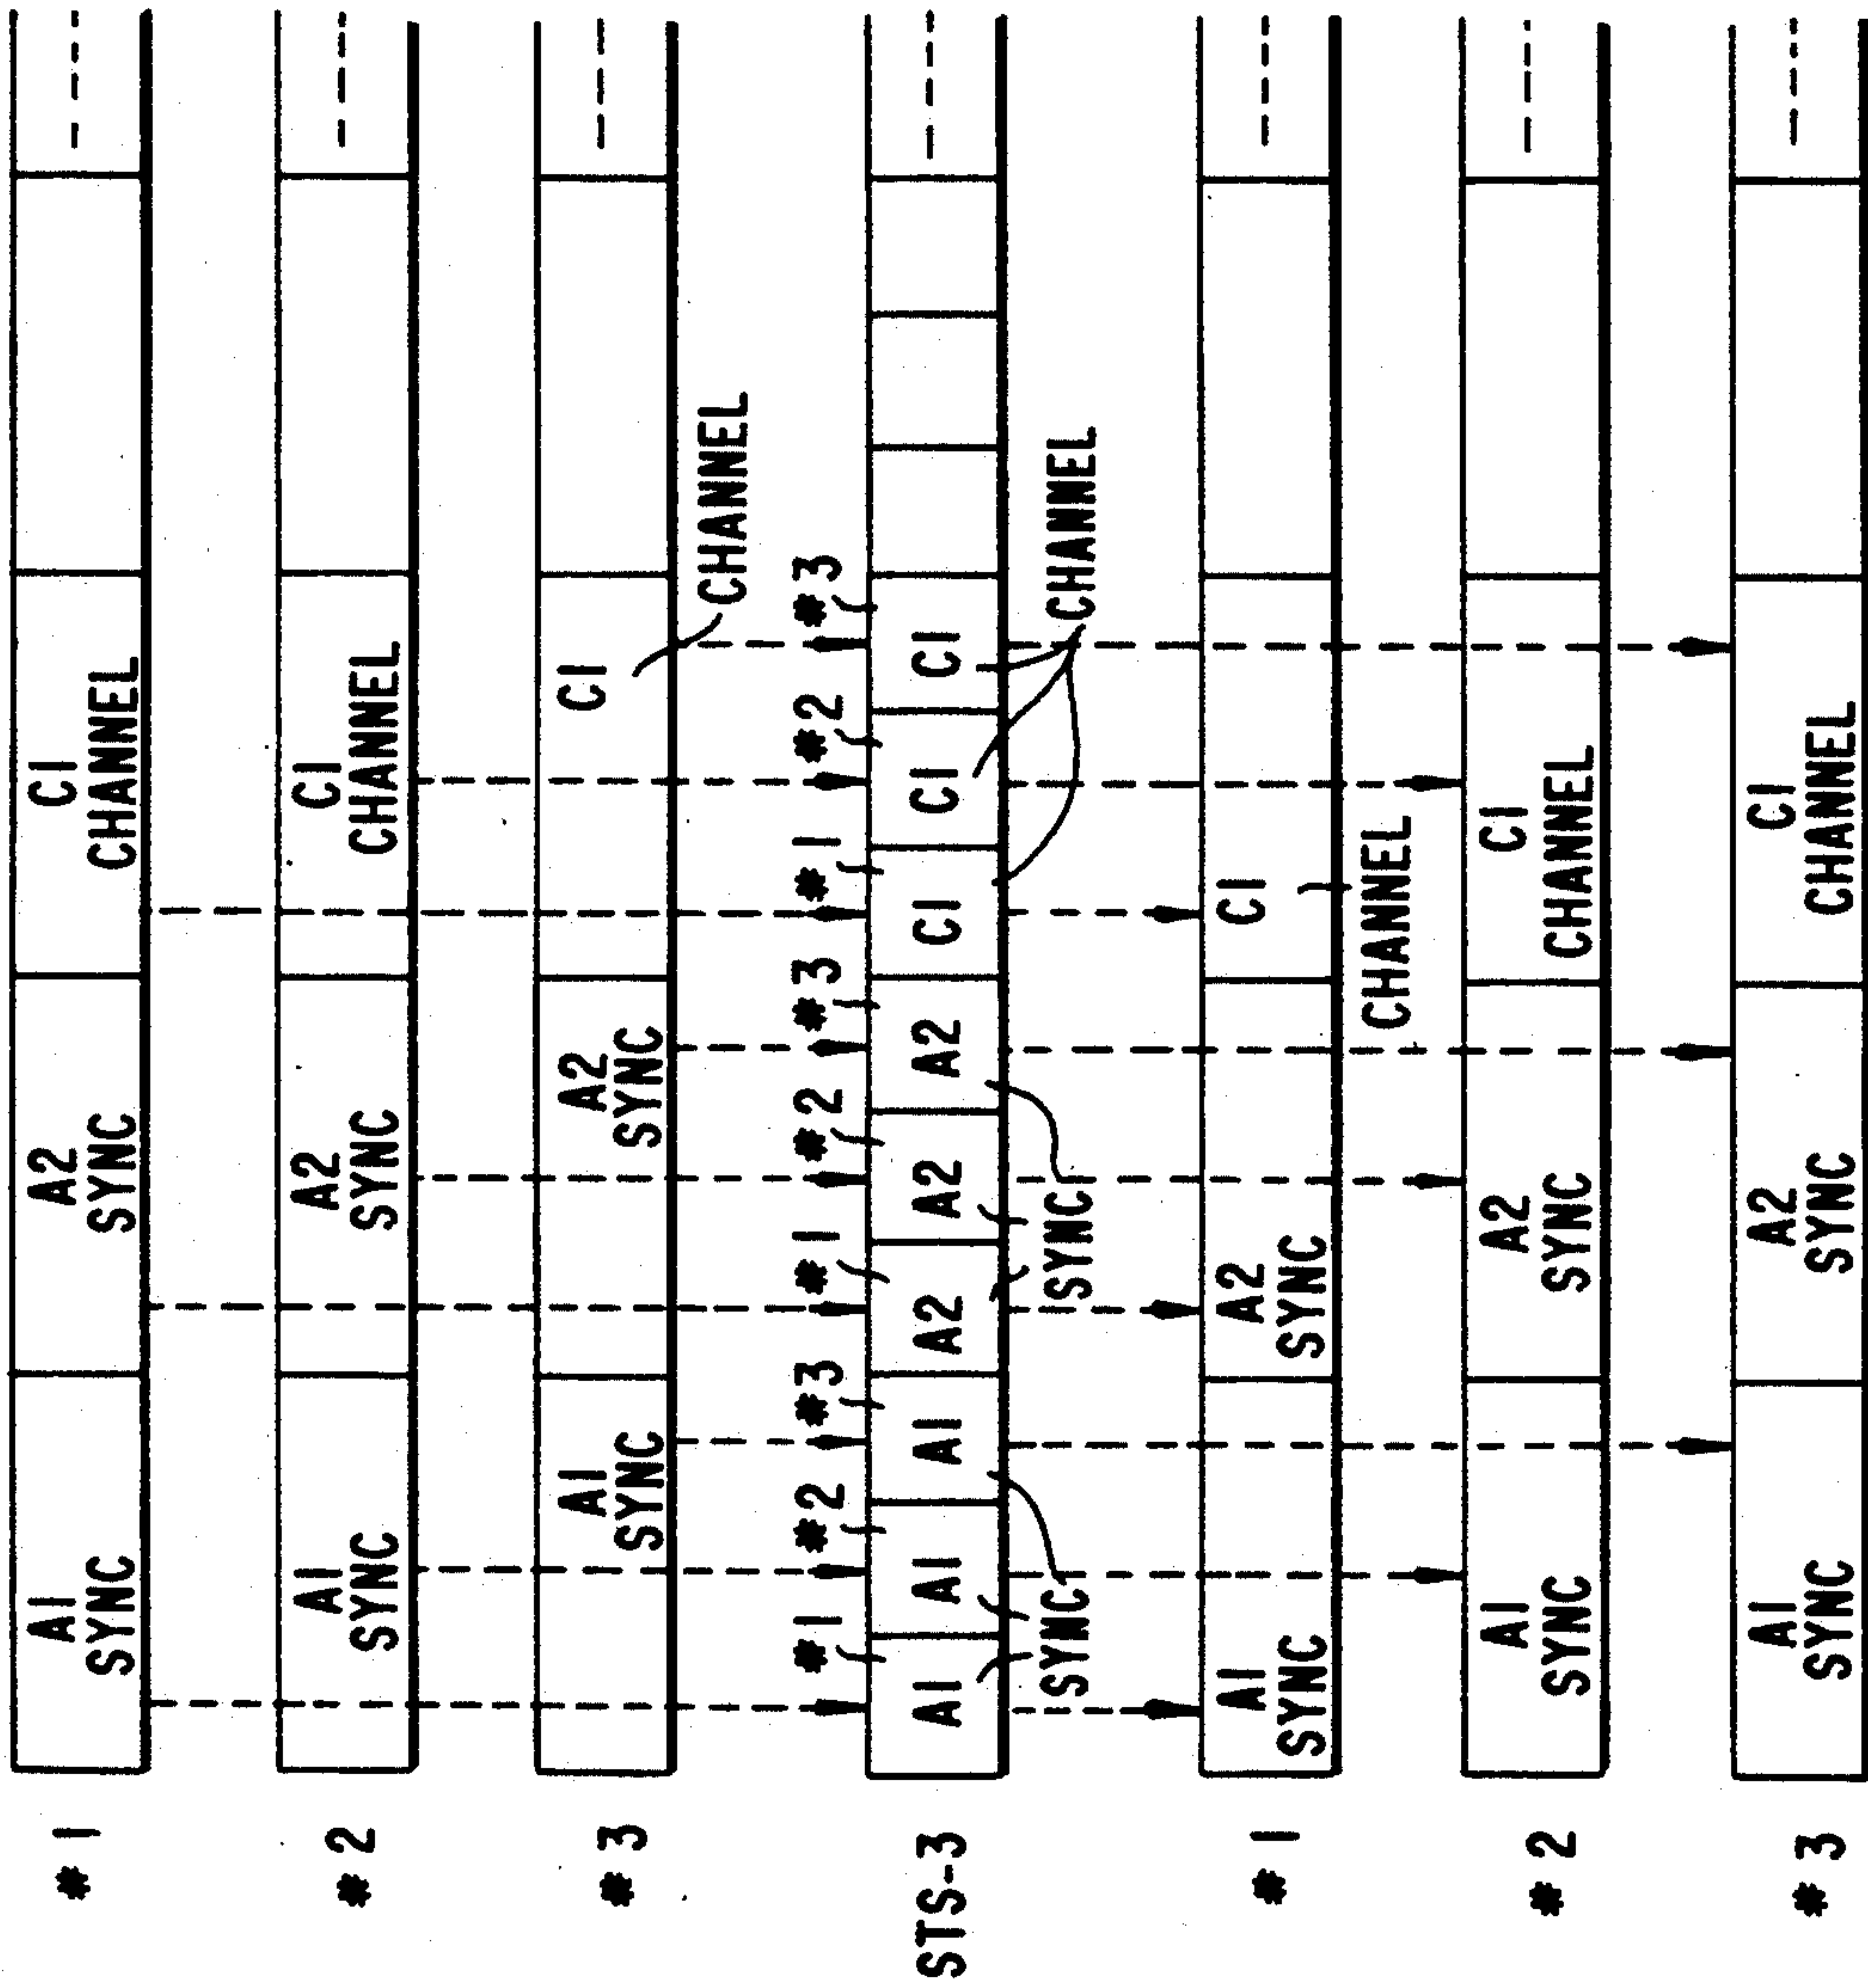 * 1
A1
SYNC
A2
SYNC
C1
CHANNEL
* 2
A1
SYNC
A2
SYNC
C1
CHANNEL
* 3
A1
SYNC
A2
SYNC
C1
CHANNEL
*1 *2 *3 *1 *2 *3 *1 *2 *3
STS-3
A1 A1 A1 A2 A2 A2 C1 C1 C1
SYNC
SYNC
CHANNEL
* 1
A1
SYNC
A2
SYNC
C1
CHANNEL
* 2
A1
SYNC
A2
SYNC
C1
CHANNEL
* 3
A1
SYNC
A2
SYNC
C1
CHANNEL